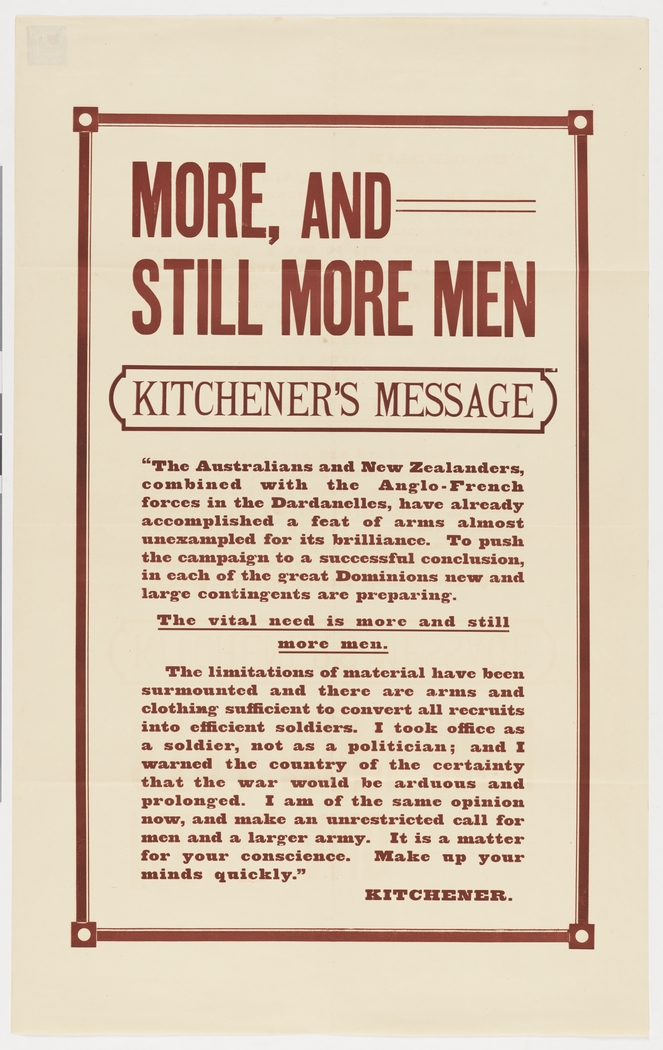 MORE, AND
STILL MORE MEN
KITCHENER'S MESSAGE
“The Australians and New Zealanders,
combined with the Anglo-French
forces in the Dardanelles, have already
accomplished a feat of arms almost
unexampled for its brilliance. To push
the campaign to a successful conclusion,
in each of the great Dominions new and
large contingents are preparing.
The vital need is more and still
more men.
The limitations of material have been
surmounted and there are arms and
clothing sufficient to convert all recruits
into efficient soldiers. I took office as
a soldier, not as a politician; and I
warned the country of the certainty
that the war would be arduous and
prolonged. I am of the same opinion
now, and make an unrestricted call for
men and a larger army. It is a matter
for your conscience. Make up your
minds quickly.”
KITCHENER.